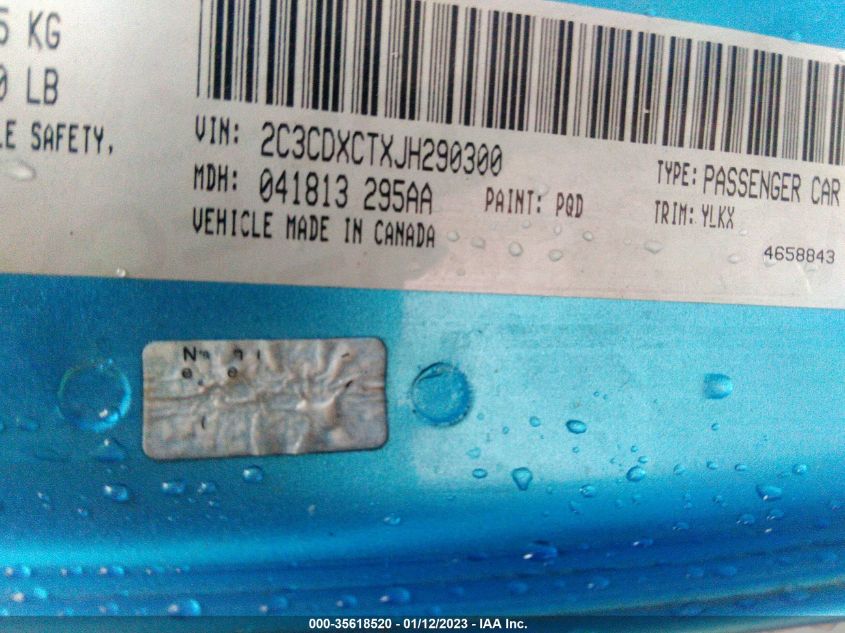 5 KG
0 LB
LE SAFETY,
VIN: 2C3CDXCTXJH290300
MDH: 041813 295AA
PAINT: PQD
VEHICLE MADE IN CANADA
TYPE: PASSENGER CAR
TRIM: YLKX
4658843
000-35618520 - 01/12/2023 - IAA Inc.